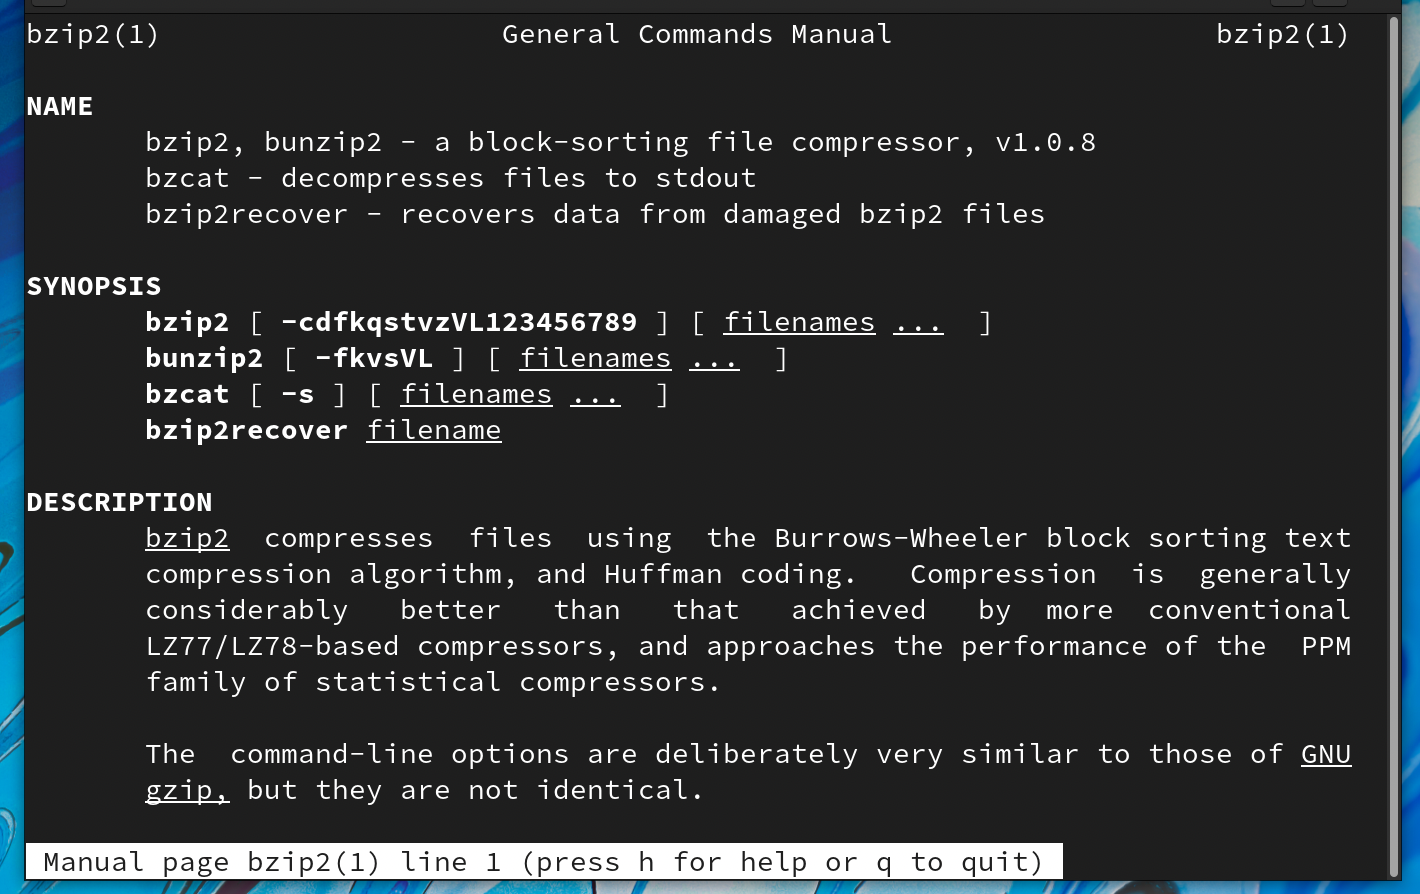 bzip2(1) General Commands Manual bzip2(1)
NAME
bzip2, bunzip2 - a block-sorting file compressor, v1.0.8
bzcat - decompresses files to stdout
bzip2recover - recovers data from damaged bzip2 files
SYNOPSIS
bzip2 [ -cdfkqstvzVL123456789 ] [ filenames ... ]
bunzip2 [ -fkvsVL ] [ filenames ... ]
bzcat [ -s ] [ filenames ... ]
bzip2recover filename
DESCRIPTION
bzip2 compresses files using the Burrows-Wheeler block sorting text
compression algorithm, and Huffman coding. Compression is generally
considerably better than that achieved by more conventional
LZ77/LZ78-based compressors, and approaches the performance of the PPM
family of statistical compressors.
The command-line options are deliberately very similar to those of GNU
gzip, but they are not identical.
Manual page bzip2(1) line 1 (press h for help or q to quit)